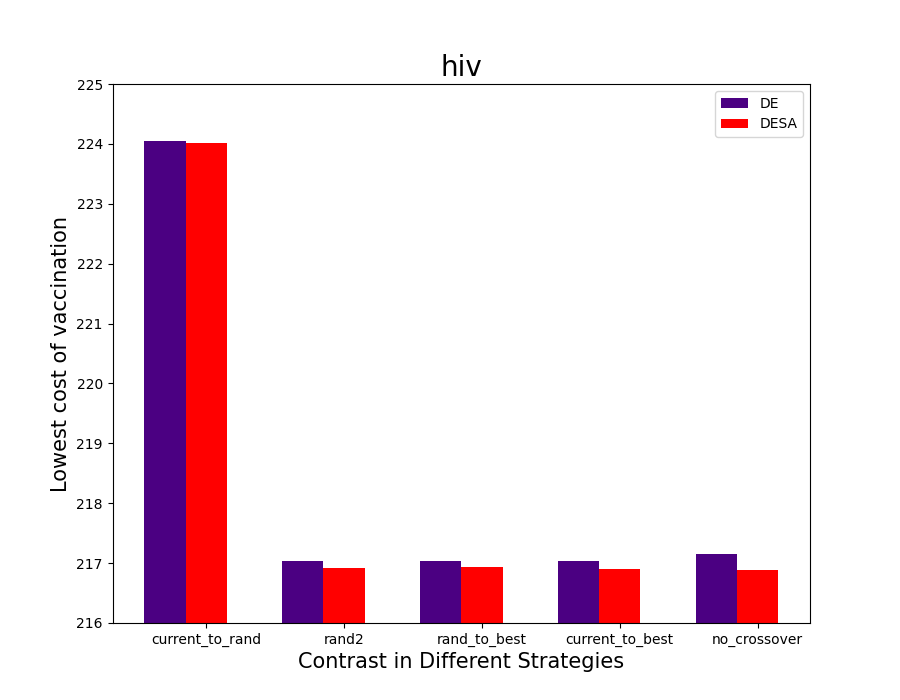 hiv
225
224
223
222
221
220
219
218
217
216
Lowest cost of vaccination
DE
DESA
current_to_rand
rand2
rand_to_best
current_to_best
no_crossover
Contrast in Different Strategies